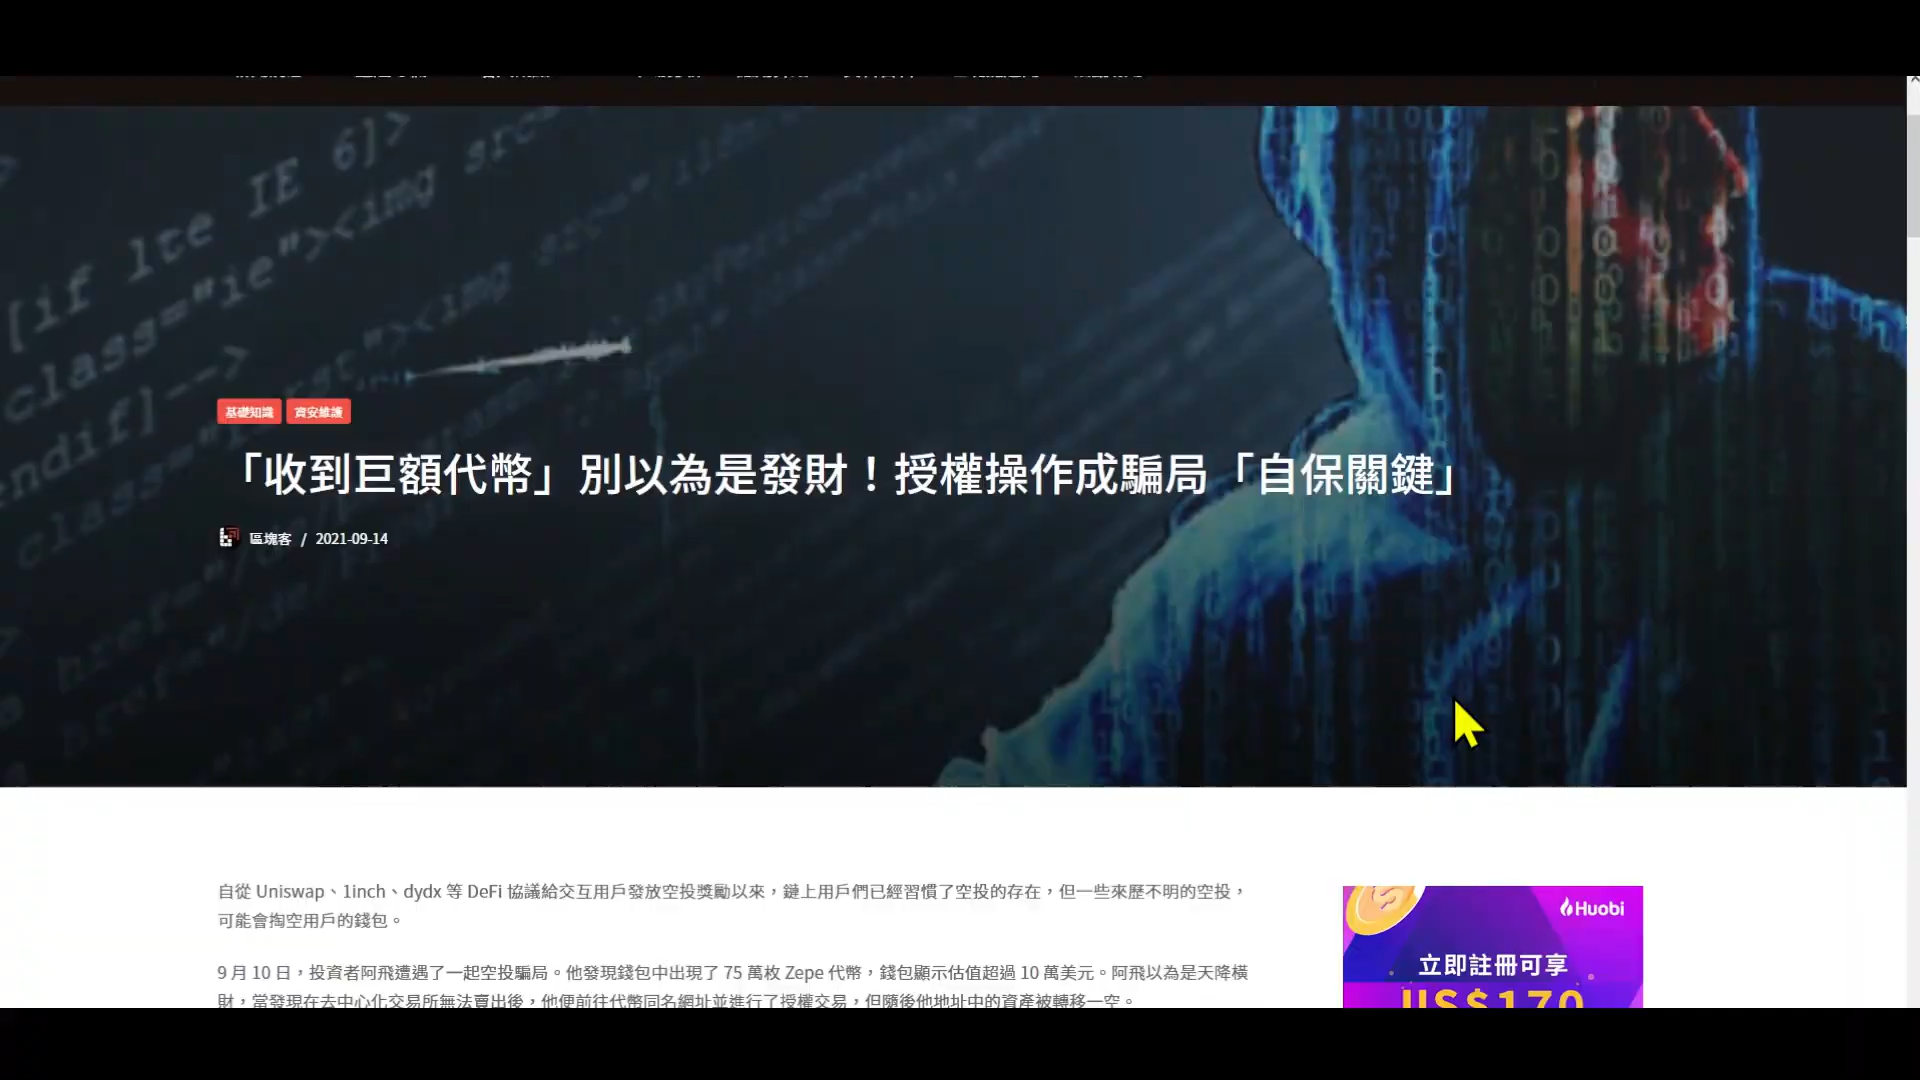 [if lte IE 6]>
<img src=
class="ie"><img
基礎知識 資安維護
「收到巨額代幣」別以為是發財！授權操作成騙局「自保關鍵」
區塊客 / 2021-09-14
自從 Uniswap、1inch、dydx 等 DeFi 協議給交互用戶發放空投獎勵以來，鏈上用戶們已經習慣了空投的存在，但一些來歷不明的空投，
可能會掏空用戶的錢包。
9 月 10 日，投資者阿飛遭遇了一起空投騙局。他發現錢包中出現了 75 萬枚 Zepe 代幣，錢包顯示估值超過 10 萬美元。阿飛以為是天降橫
財，當發現在去中心化交易所無法賣出後，他便前往代幣同名網址並進行了授權交易，但隨後他地址中的資產被轉移一空。
Huobi
立即註冊可享
US$170